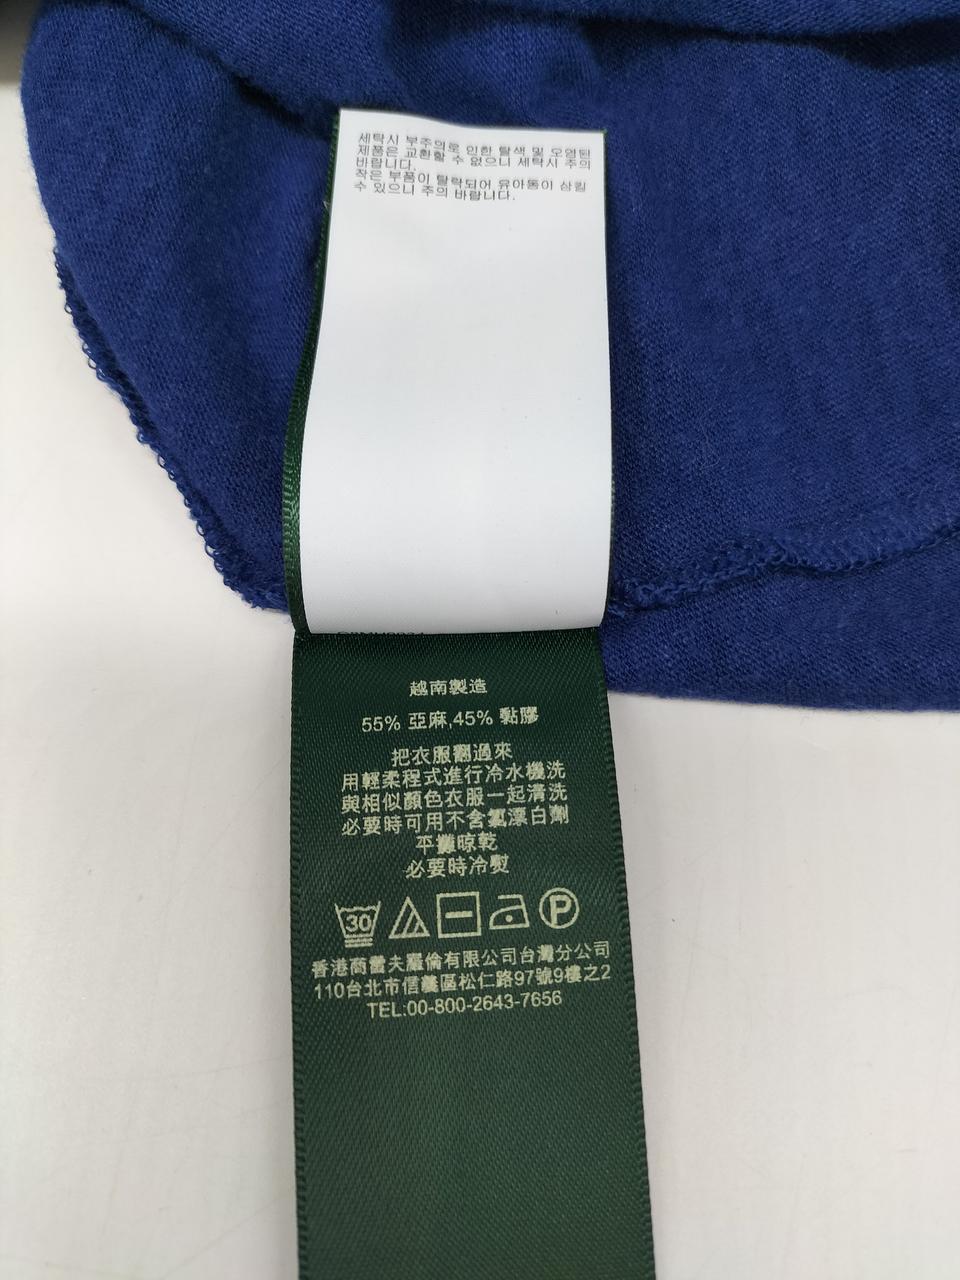 세탁시 부주의로 인한 탈색 및 오염된
제품은 교환할 수 없으니 세탁시 주의
바랍니다.
작은 부품이 탈락되어 유아동이 삼킬
수 있으니 주의 바랍니다.
越南製造
55% 亞麻,45% 黏膠
把衣服翻過來
用輕柔程式進行冷水機洗
與相似顏色衣服一起清洗
必要時可用不含氯漂白劑
平攤晾乾
必要時冷熨
30
P
香港商雷夫羅倫有限公司台灣分公司
110台北市信義區松仁路97號9樓之2
TEL:00-800-2643-7656